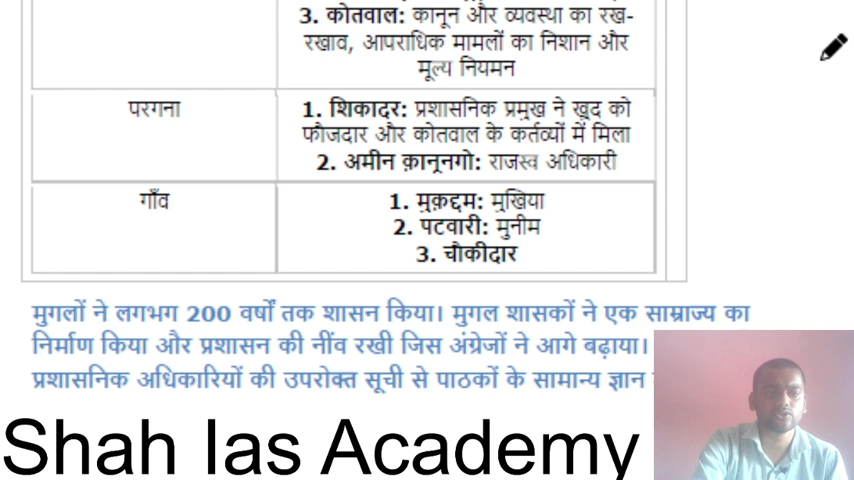 3. कोतवाल: कानून और व्यवस्था का रख-
रखाव, आपराधिक मामलों का निशान और
मूल्य नियमन
परगना
1. शिकादर: प्रशासनिक प्रमुख ने खुद को
फौजदार और कोतवाल के कर्तव्यों में मिला
2. अमीन क़ानूनगो: राजस्व अधिकारी
गाँव
1. मुक़द्दम: मुखिया
2. पटवारी: मुनीम
3. चौकीदार
मुगलों ने लगभग 200 वर्षों तक शासन किया। मुगल शासकों ने एक साम्राज्य का
निर्माण किया और प्रशासन की नींव रखी जिस अंग्रेजों ने आगे बढ़ाया।
प्रशासनिक अधिकारियों की उपरोक्त सूची से पाठकों के सामान्य ज्ञान
Shah Ias Academy